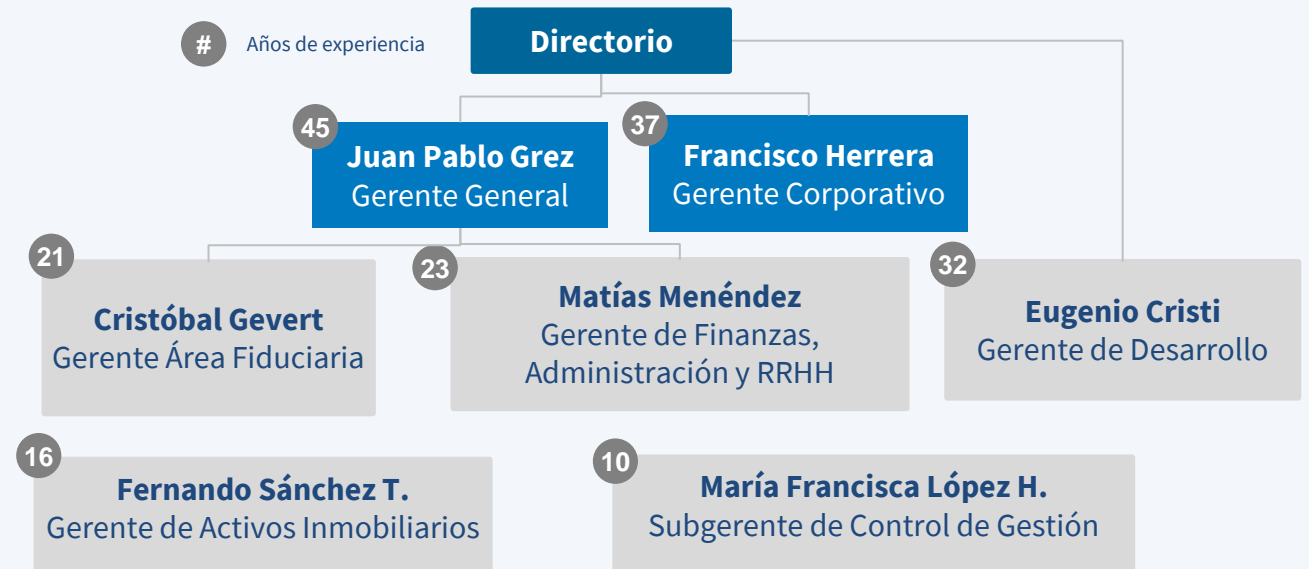 #
Años de experiencia
Directorio
45
Juan Pablo Grez
Gerente General
37
Francisco Herrera
Gerente Corporativo
21
Cristóbal Gevert
Gerente Área Fiduciaria
23
Matías Menéndez
Gerente de Finanzas,
Administración y RRHH
32
Eugenio Cristi
Gerente de Desarrollo
16
Fernando Sánchez T.
Gerente de Activos Inmobiliarios
10
María Francisca López H.
Subgerente de Control de Gestión